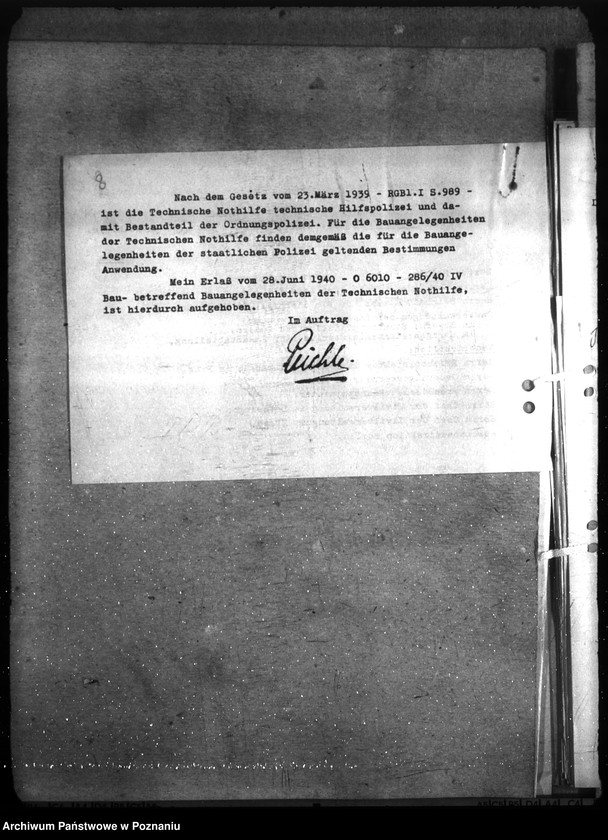 8
Nach dem Gesetz vom 23.März 1939 - RGBl.I S.989 -
ist die Technische Nothilfe technische Hilfspolizei und da-
mit Bestandteil der Ordnungspolizei. Für die Bauangelegenheiten
der Technischen Nothilfe finden demgemäß die für die Bauange-
legenheiten der staatlichen Polizei geltenden Bestimmungen
Anwendung.
Mein Erlaß vom 28.Juni 1940 - O 6010 - 286/40 IV
Bau- betreffend Bauangelegenheiten der Technischen Nothilfe,
ist hierdurch aufgehoben.
Im Auftrag
Archiwum Państwowe w Poznaniu